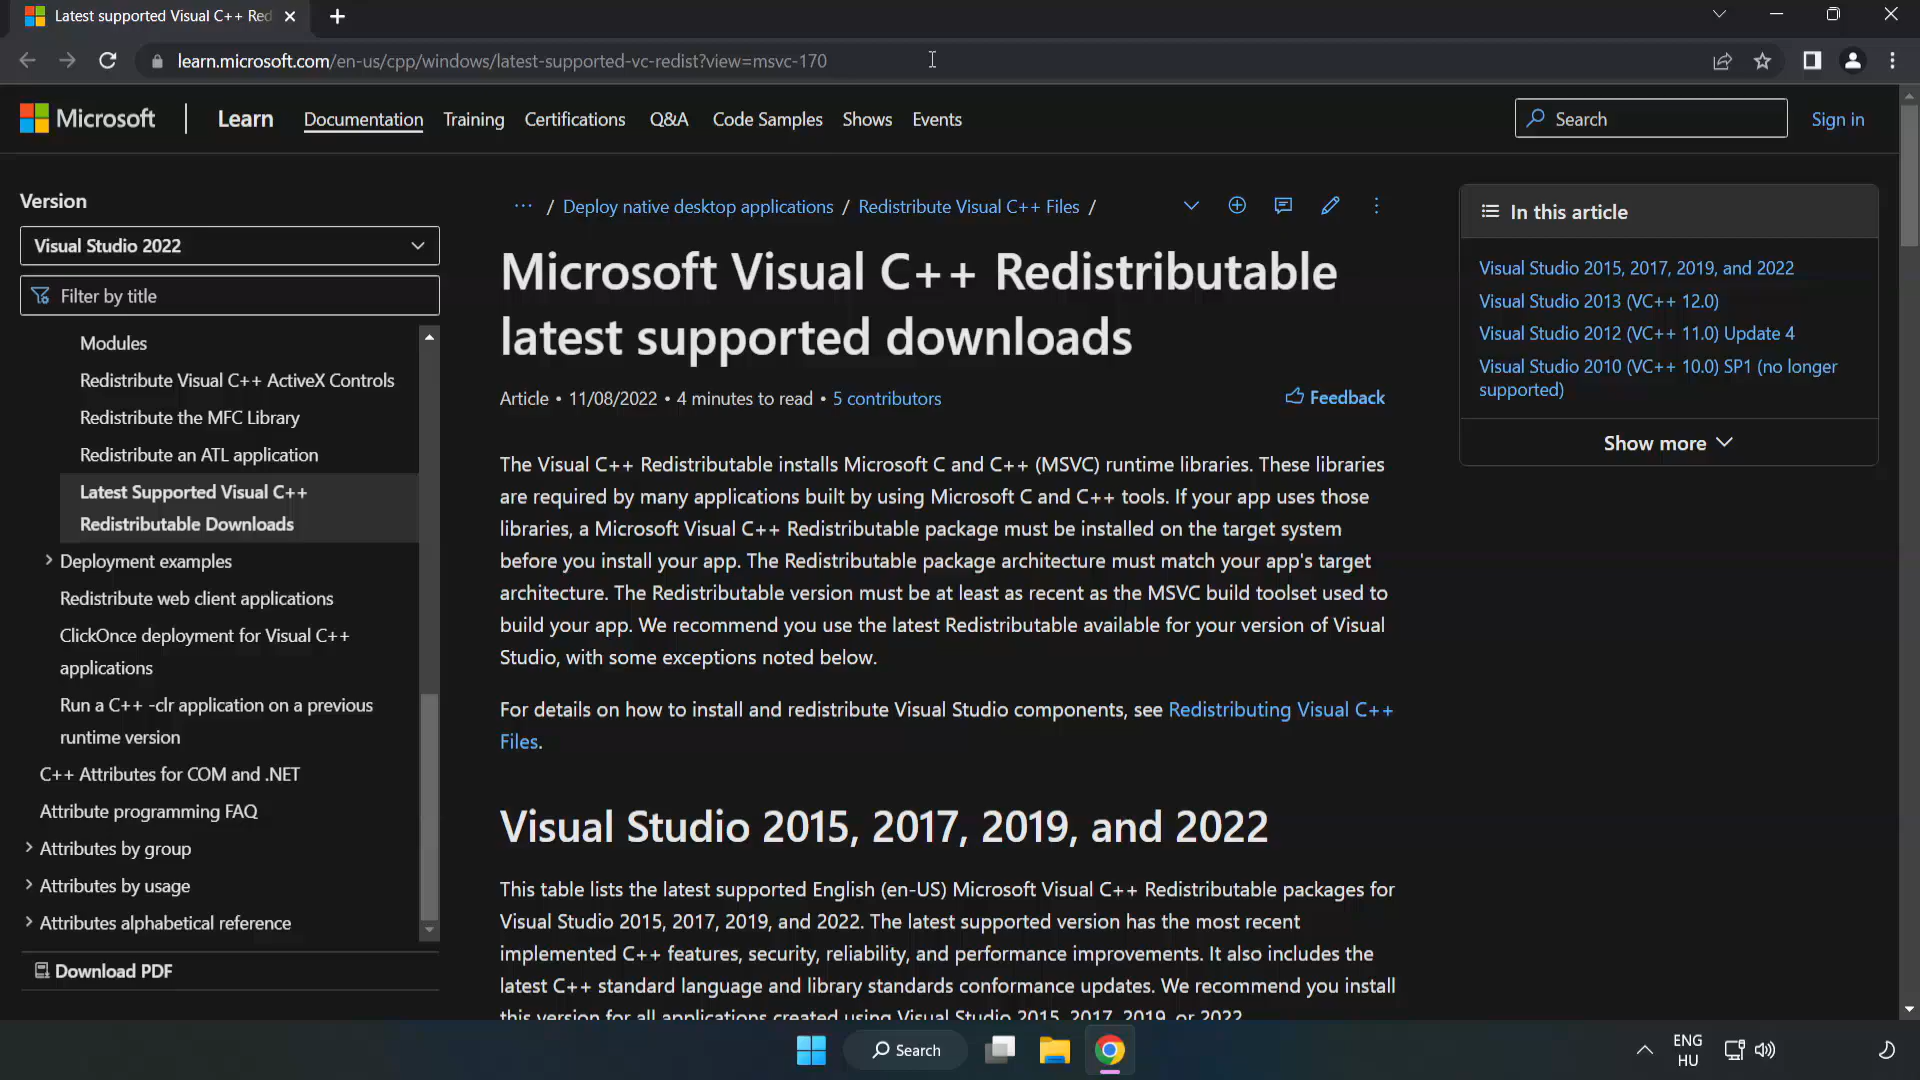 Latest supported Visual C++ Red
learn.microsoft.com/en-us/cpp/windows/latest-supported-vc-redist?view=msvc-170
Microsoft
Learn
Documentation
Training
Certifications
Q&A
Code Samples
Shows
Events
Search
Sign in
Version
Visual Studio 2022
Filter by title
Modules
Redistribute Visual C++ ActiveX Controls
Redistribute the MFC Library
Redistribute an ATL application
Latest Supported Visual C++
Redistributable Downloads
Deployment examples
Redistribute web client applications
ClickOnce deployment for Visual C++
applications
Run a C++ -clr application on a previous
runtime version
C++ Attributes for COM and .NET
Attribute programming FAQ
Attributes by group
Attributes by usage
Attributes alphabetical reference
Download PDF
... / Deploy native desktop applications / Redistribute Visual C++ Files /
Microsoft Visual C++ Redistributable
latest supported downloads
Article • 11/08/2022 • 4 minutes to read • 5 contributors
Feedback
The Visual C++ Redistributable installs Microsoft C and C++ (MSVC) runtime libraries. These libraries
are required by many applications built by using Microsoft C and C++ tools. If your app uses those
libraries, a Microsoft Visual C++ Redistributable package must be installed on the target system
before you install your app. The Redistributable package architecture must match your app's target
architecture. The Redistributable version must be at least as recent as the MSVC build toolset used to
build your app. We recommend you use the latest Redistributable available for your version of Visual
Studio, with some exceptions noted below.
For details on how to install and redistribute Visual Studio components, see Redistributing Visual C++
Files.
Visual Studio 2015, 2017, 2019, and 2022
This table lists the latest supported English (en-US) Microsoft Visual C++ Redistributable packages for
Visual Studio 2015, 2017, 2019, and 2022. The latest supported version has the most recent
implemented C++ features, security, reliability, and performance improvements. It also includes the
latest C++ standard language and library standards conformance updates. We recommend you install
this version for all applications created using Visual Studio 2015, 2017, 2019, or 2022.
In this article
Visual Studio 2015, 2017, 2019, and 2022
Visual Studio 2013 (VC++ 12.0)
Visual Studio 2012 (VC++ 11.0) Update 4
Visual Studio 2010 (VC++ 10.0) SP1 (no longer
supported)
Show more
Search
ENG
HU